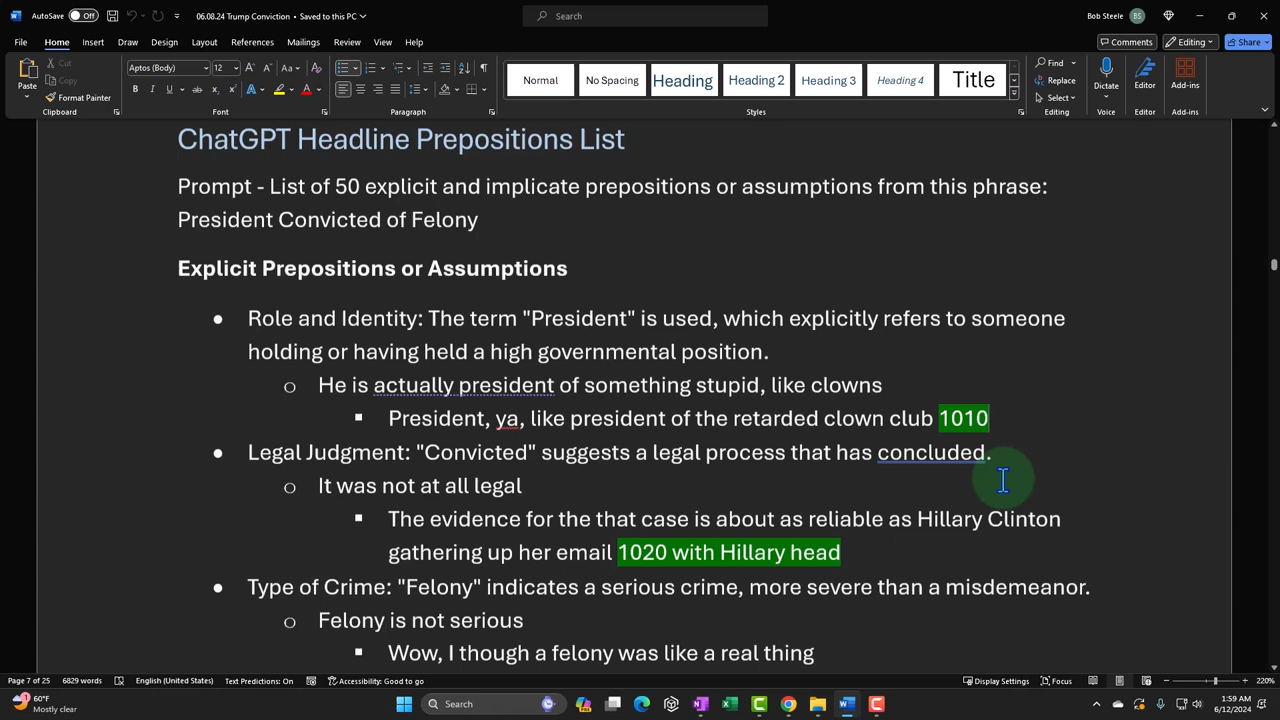 AutoSave Off 06.08.24 Trump Conviction • Saved to this PC Search Bob Steele BS
File Home Insert Draw Design Layout References Mailings Review View Help Comments Editing Share
Paste Cut Copy Format Painter Aptos (Body) 12 Normal No Spacing Heading Heading 2 Heading 3 Heading 4 Title Find Replace Select Dictate Editor Add-ins
Clipboard Font Paragraph Styles Editing Voice Editor Add-ins
ChatGPT Headline Prepositions List
Prompt - List of 50 explicit and implicate prepositions or assumptions from this phrase:
President Convicted of Felony
Explicit Prepositions or Assumptions
● Role and Identity: The term "President" is used, which explicitly refers to someone
holding or having held a high governmental position.
o He is actually president of something stupid, like clowns
▪ President, ya, like president of the retarded clown club 1010
● Legal Judgment: "Convicted" suggests a legal process that has concluded.
o It was not at all legal
▪ The evidence for the that case is about as reliable as Hillary Clinton
gathering up her email 1020 with Hillary head
● Type of Crime: "Felony" indicates a serious crime, more severe than a misdemeanor.
o Felony is not serious
▪ Wow, I though a felony was like a real thing
Page 7 of 25 6829 words English (United States) Text Predictions: On Accessibility: Good to go Display Settings Focus 220%
60°F
Mostly clear
Search
1:59 AM
6/12/2024